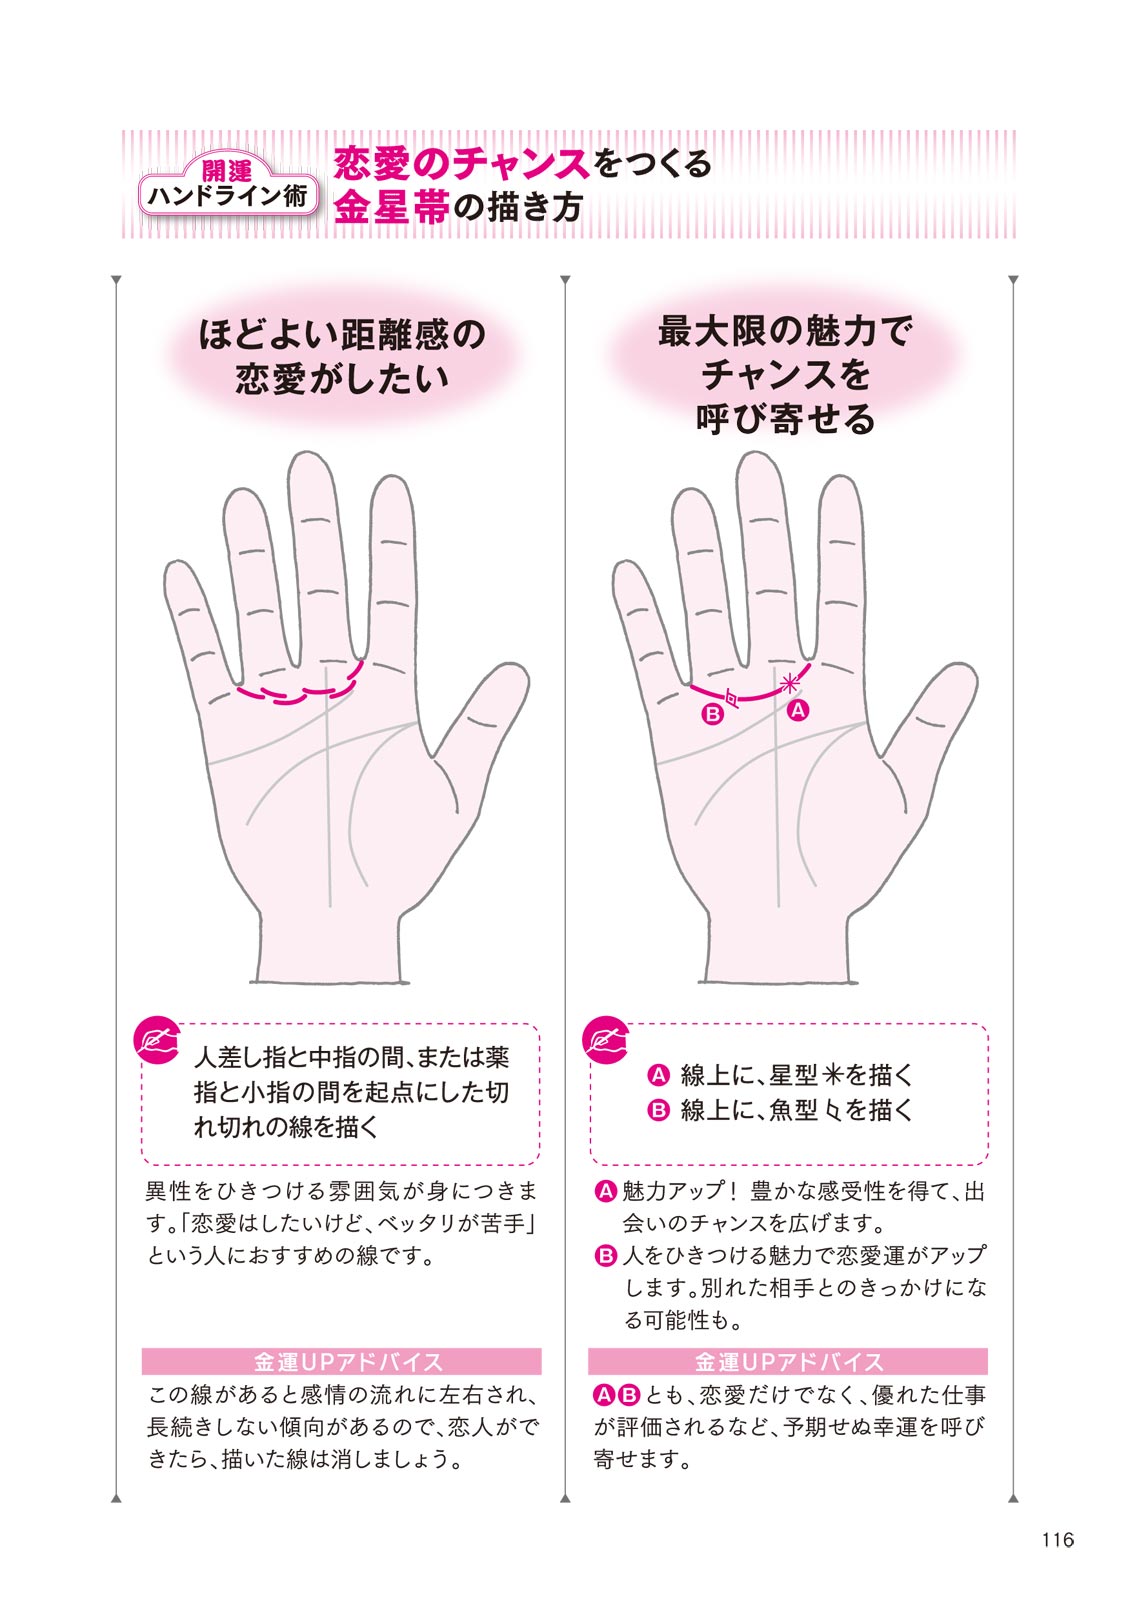 開運
ハンドライン術
恋愛のチャンスをつくる
金星帯の描き方
ほどよい距離感の
恋愛がしたい
人差し指と中指の間、または薬
指と小指の間を起点にした切
れ切れの線を描く
異性をひきつける雰囲気が身につきま
す。「恋愛はしたいけど、ベッタリが苦手」
という人におすすめの線です。
金運UPアドバイス
この線があると感情の流れに左右され、
長続きしない傾向があるので、恋人がで
きたら、描いた線は消しましょう。
最大限の魅力で
チャンスを
呼び寄せる
B
A
A 線上に、星型を描く
B 線上に、魚型を描く
A 魅力アップ! 豊かな感受性を得て、出
会いのチャンスを広げます。
B 人をひきつける魅力で恋愛運がアップ
します。別れた相手とのきっかけにな
る可能性も。
金運UPアドバイス
A B とも、恋愛だけでなく、優れた仕事
が評価されるなど、予期せぬ幸運を呼び
寄せます。
116